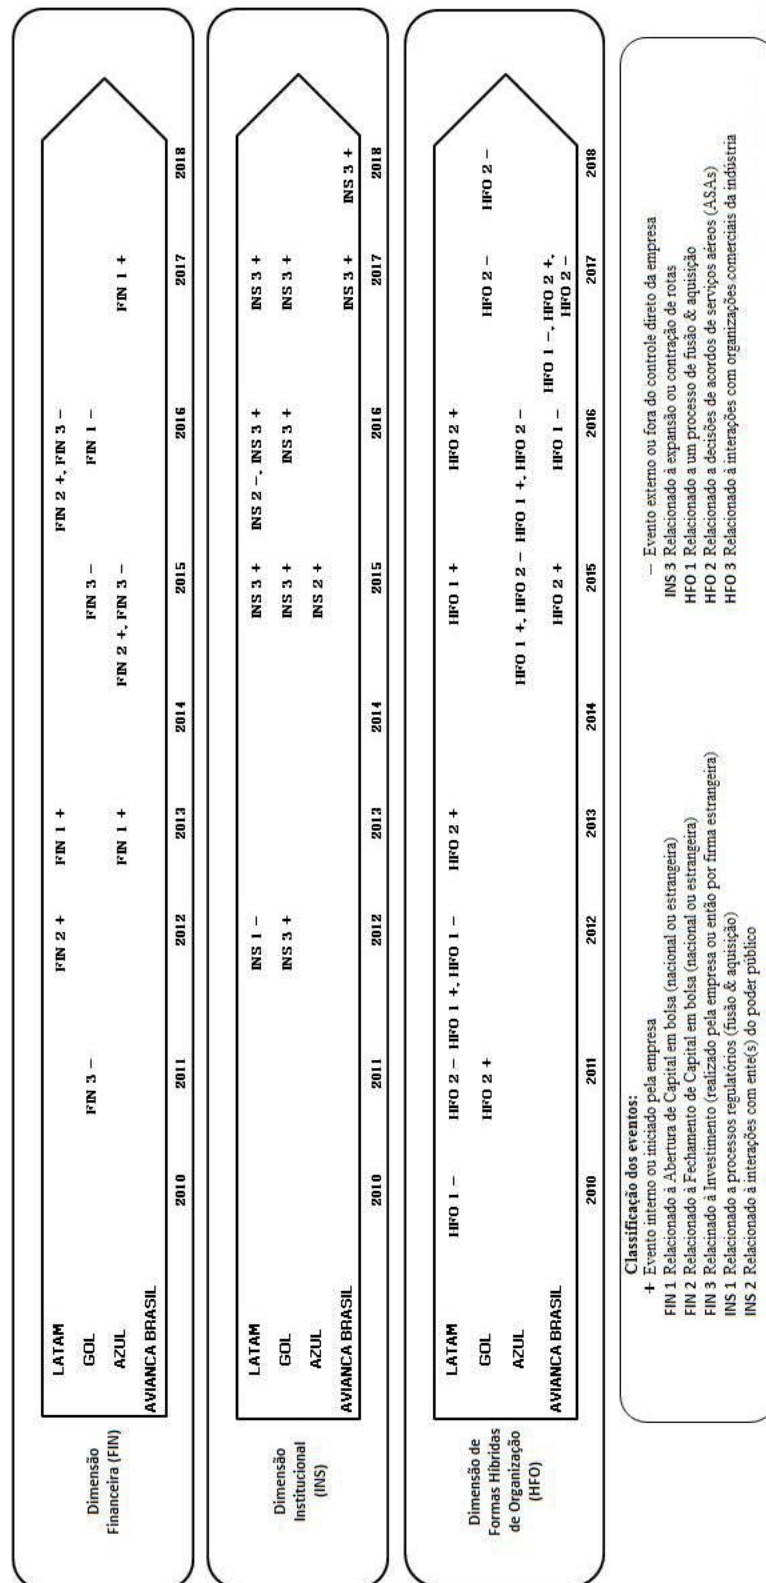 Dimensão
Financeira (FIN)
LATAM
FIN 2 +
FIN 1 +
FIN 2 +, FIN 3 −
GOL
FIN 3 −
FIN 3 −
FIN 1 −
AZUL
FIN 1 +
FIN 2 +, FIN 3 −
FIN 1 +
AVIANCA BRASIL
2010
2011
2012
2013
2014
2015
2016
2017
2018
Dimensão
Institucional
(INS)
LATAM
INS 1 −
INS 3 +
INS 2 −, INS 3 +
INS 3 +
GOL
INS 3 +
INS 3 +
INS 3 +
INS 3 +
AZUL
INS 2 +
AVIANCA BRASIL
INS 3 +
INS 3 +
2010
2011
2012
2013
2014
2015
2016
2017
2018
Dimensão de
Formas Híbridas
de Organização
(HFO)
LATAM
HFO 1 −
HFO 2 −
HFO 1 +, HFO 1 −
HFO 2 +
HFO 1 +
HFO 2 +
GOL
HFO 2 +
HFO 2 −
HFO 2 −
AZUL
HFO 1 +, HFO 2 −
HFO 1 +, HFO 2 −
AVIANCA BRASIL
HFO 2 +
HFO 1 −
HFO 1 −, HFO 2 +,
HFO 2 −
2010
2011
2012
2013
2014
2015
2016
2017
2018
Classificação dos eventos:
+ Evento interno ou iniciado pela empresa
FIN 1 Relacionado à Abertura de Capital em bolsa (nacional ou estrangeira)
FIN 2 Relacionado à Fechamento de Capital em bolsa (nacional ou estrangeira)
FIN 3 Relacinado à Investimento (realizado pela empresa ou então por firma estrangeira)
INS 1 Relacionado a processos regulatórios (fusão & aquisição)
INS 2 Relacionado à interações com ente(s) do poder público
− Evento externo ou fora do controle direto da empresa
INS 3 Relacionado à expansão ou contração de rotas
HFO 1 Relacionado a um processo de fusão & aquisição
HFO 2 Relacionado a decisões de acordos de serviços aéreos (ASAs)
HFO 3 Relacionado à interações com organizações comerciais da indústria